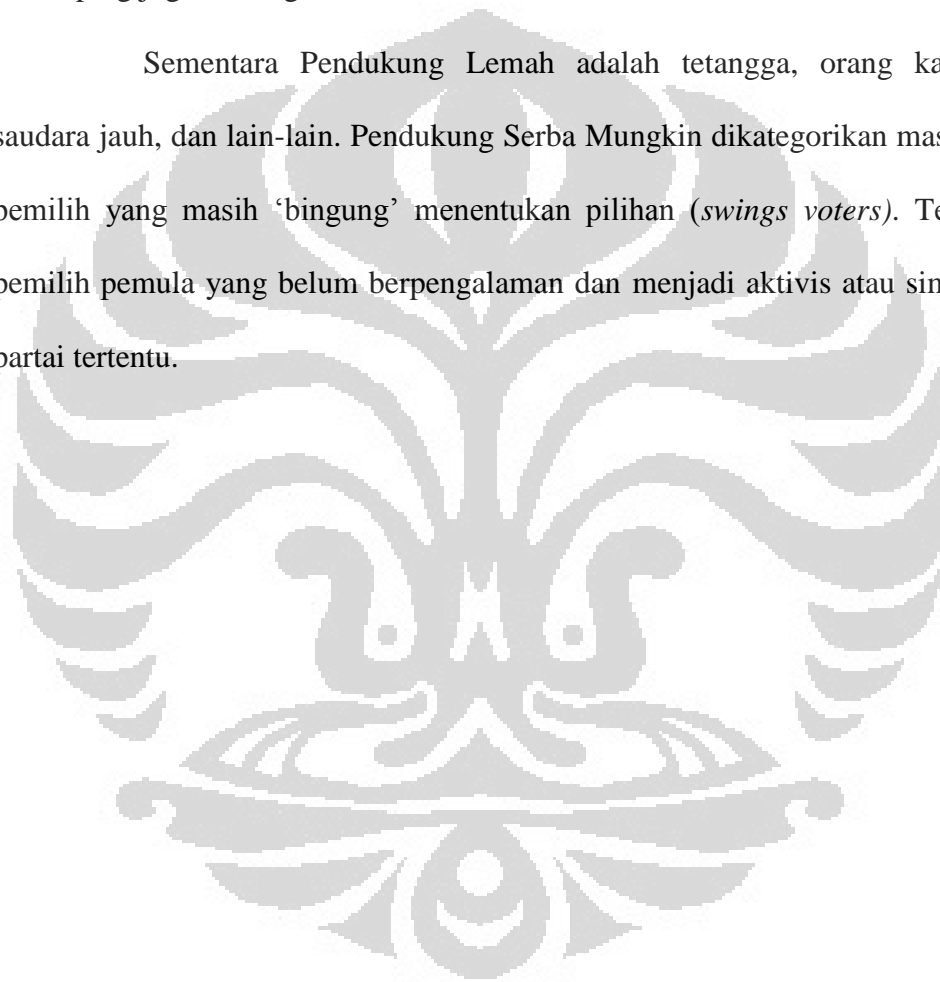 Sementara Pendukung Lemah adalah tetangga, orang ka
saudara jauh, dan lain-lain. Pendukung Serba Mungkin dikategorikan mas
pemilih yang masih ‘bingung’ menentukan pilihan (swings voters). Te
pemilih pemula yang belum berpengalaman dan menjadi aktivis atau sim
partai tertentu.